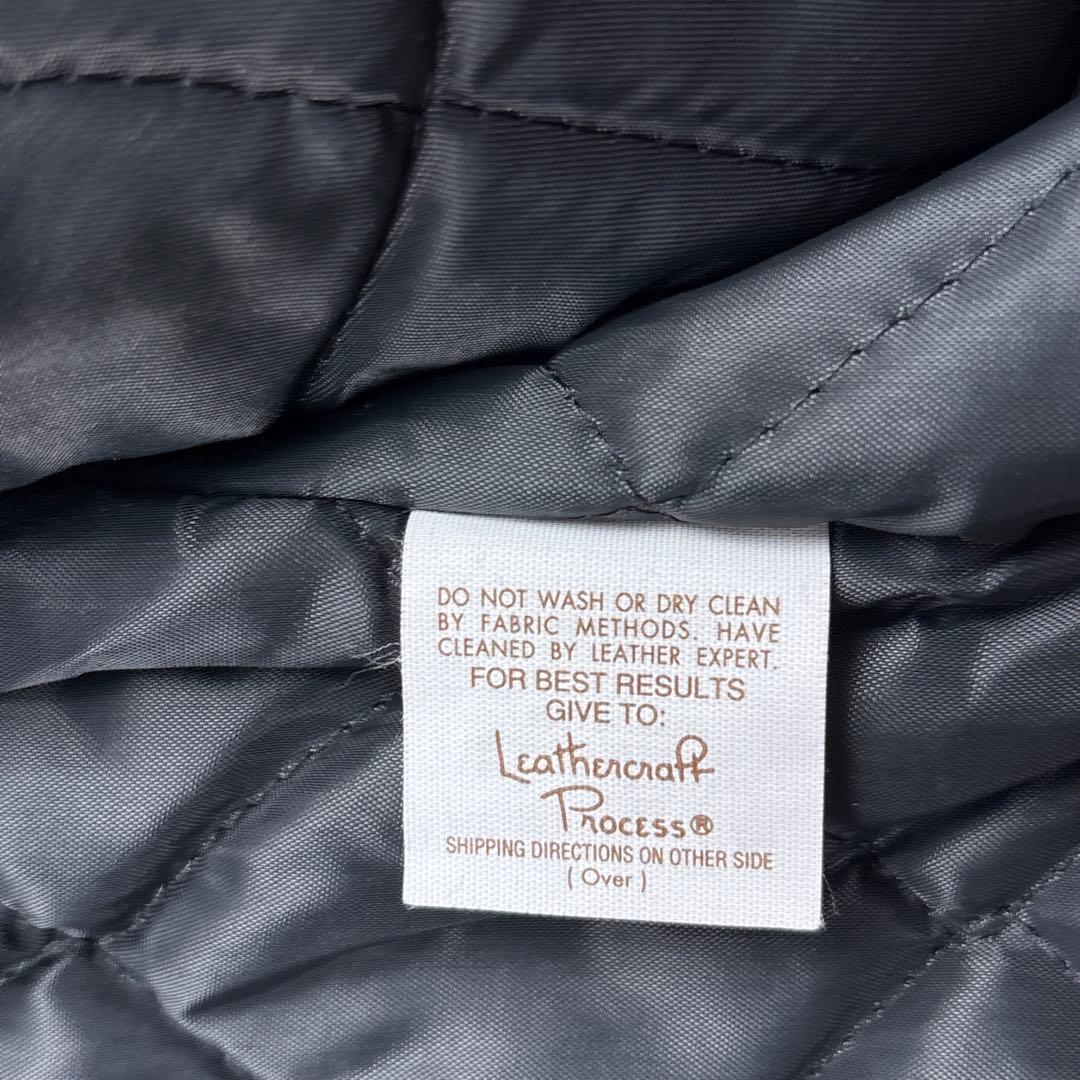 DO NOT WASH OR DRY CLEAN
BY FABRIC METHODS. HAVE
CLEANED BY LEATHER EXPERT.
FOR BEST RESULTS
GIVE TO:
Leathercraft
Process®
SHIPPING DIRECTIONS ON OTHER SIDE
( Over )